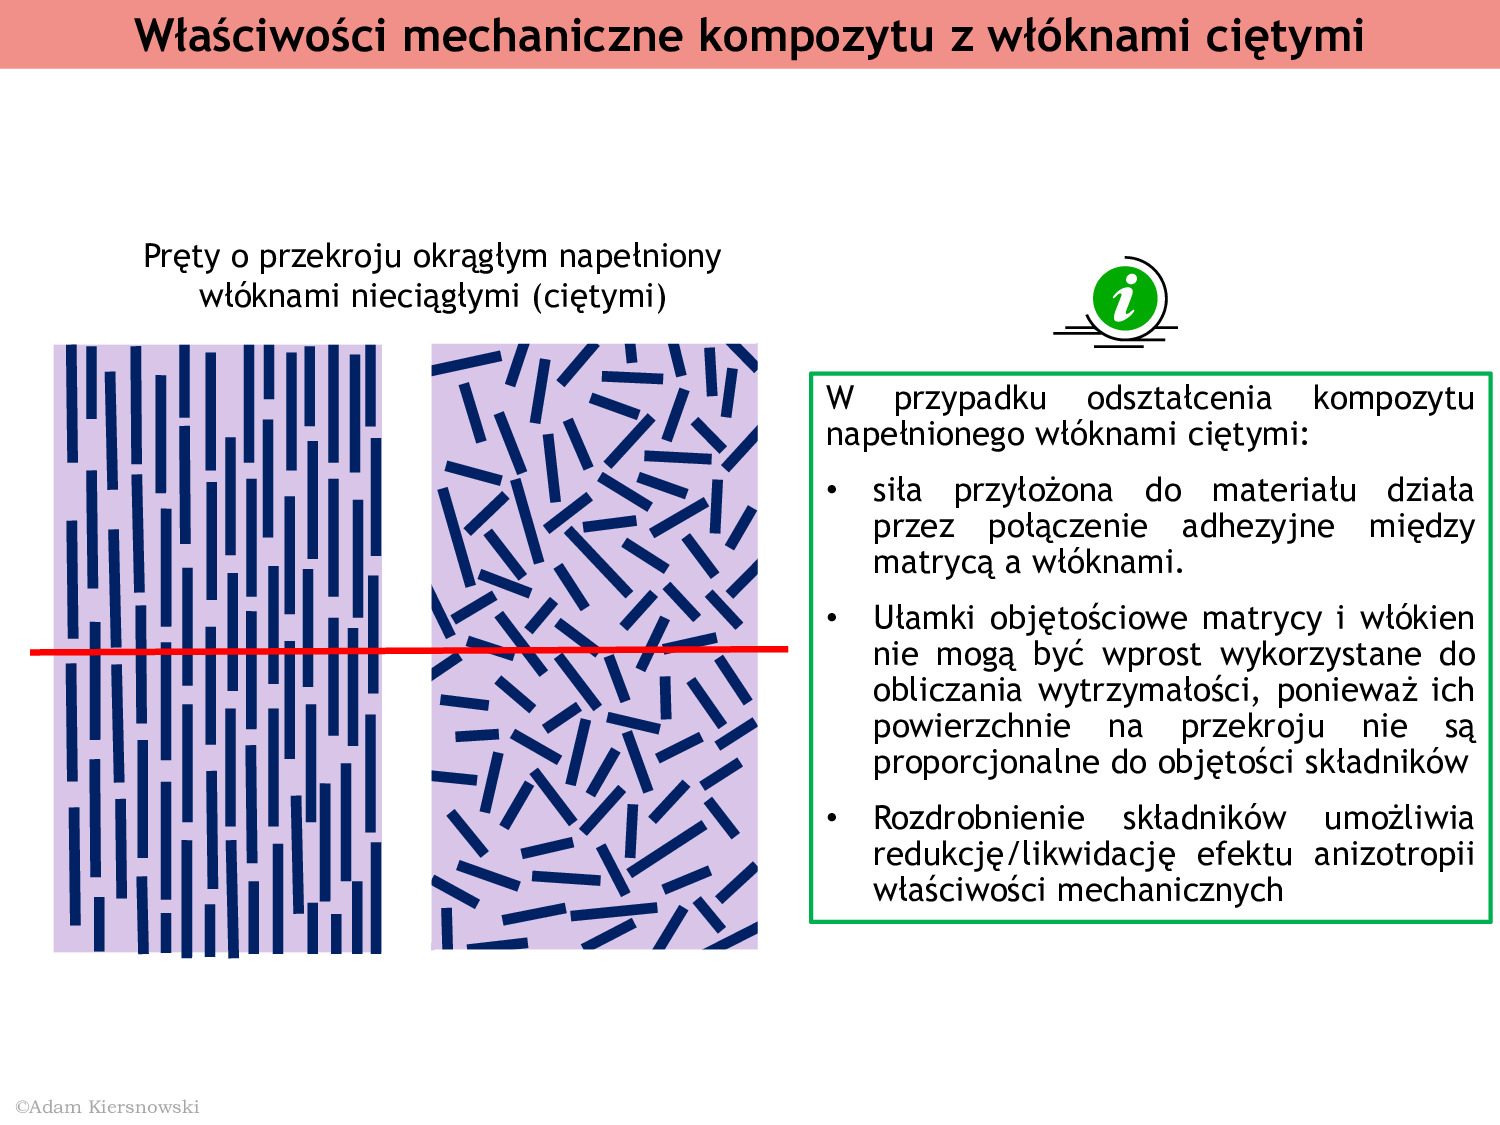 Właściwości mechaniczne kompozytu z włóknami ciętymi
Pręty o przekroju okrągłym napełniony
włóknami nieciągłymi (ciętymi)
i
W przypadku odształcenia kompozytu
napełnionego włóknami ciętymi:
• siła przyłożona do materiału działa
przez połączenie adhezyjne między
matrycą a włóknami.
• Ułamki objętościowe matrycy i włókien
nie mogą być wprost wykorzystane do
obliczania wytrzymałości, ponieważ ich
powierzchnie na przekroju nie są
proporcjonalne do objętości składników
• Rozdrobnienie składników umożliwia
redukcję/likwidację efektu anizotropii
właściwości mechanicznych
©Adam Kiersnowski